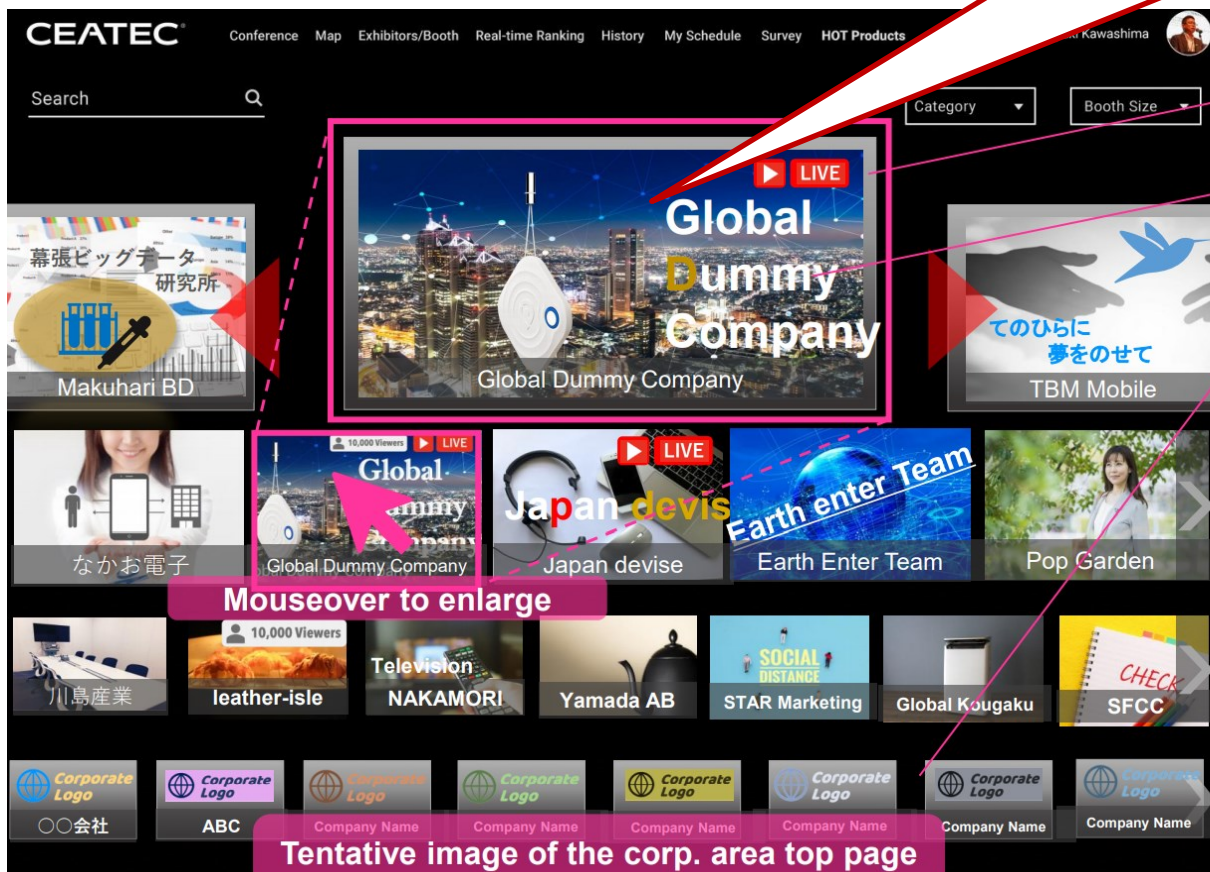 CEATEC
Conference Map Exhibitors/Booth Real-time Ranking History My Schedule Survey HOT Products Kawashima
Search
Category
Booth Size
LIVE
Global
Dummy
Company
Global Dummy Company
幕張ビッグデータ
研究所
Makuhari BD
てのひらに
夢をのせて
TBM Mobile
なかお電子
10,000 Viewers LIVE
Global
Dummy
Company
Global Dummy Company
LIVE
Japan devis
Japan devise
Earth enter Team
Earth Enter Team
Pop Garden
Mouseover to enlarge
川島産業
10,000 Viewers
leather-isle
Television
NAKAMORI
Yamada AB
SOCIAL
DISTANCE
STAR Marketing
Global Kougaku
CHECK
SFCC
Corporate
Logo
〇〇会社
Corporate
Logo
ABC
Corporate
Logo
Company Name
Corporate
Logo
Company Name
Corporate
Logo
Company Name
Corporate
Logo
Company Name
Corporate
Logo
Company Name
Corporate
Logo
Company Name
Tentative image of the corp. area top page